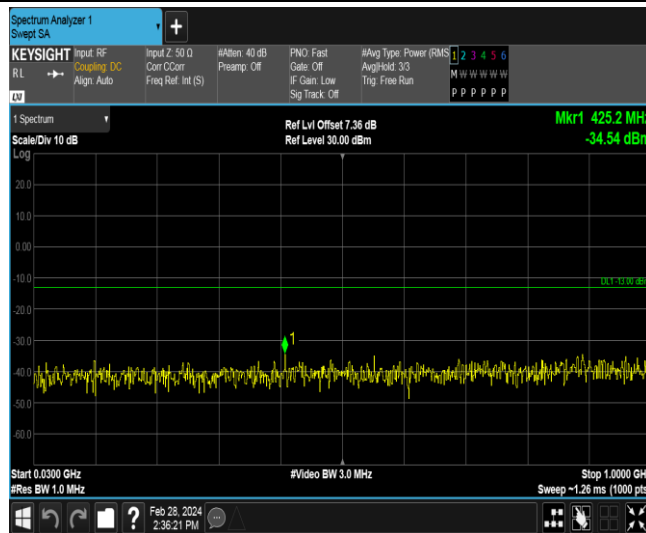 Spectrum Analyzer 1
Swept SA
+
KEYSIGHT
RL
Input: RF
Coupling: DC
Align: Auto
Input Z: 50 Ω
Corr CCorr
Freq Ref: Int (S)
#Atten: 40 dB
Preamp: Off
PNO: Fast
Gate: Off
IF Gain: Low
Sig Track: Off
#Avg Type: Power (RMS
Avg|Hold: 3/3
Trig: Free Run
1 2 3 4 5 6
M W W W W W
P P P P P P
1 Spectrum
Scale/Div 10 dB
Log
Ref Lvl Offset 7.36 dB
Ref Level 30.00 dBm
Mkr1 425.2 MHz
-34.54 dBm
20.0
10.0
0.00
-10.0
DL1 -13.00 dBm
-20.0
-30.0
1
-40.0
-50.0
-60.0
Start 0.0300 GHz
#Res BW 1.0 MHz
#Video BW 3.0 MHz
Stop 1.0000 GH
Sweep ~1.26 ms (1000 pts
?
Feb 28, 2024
2:36:21 PM